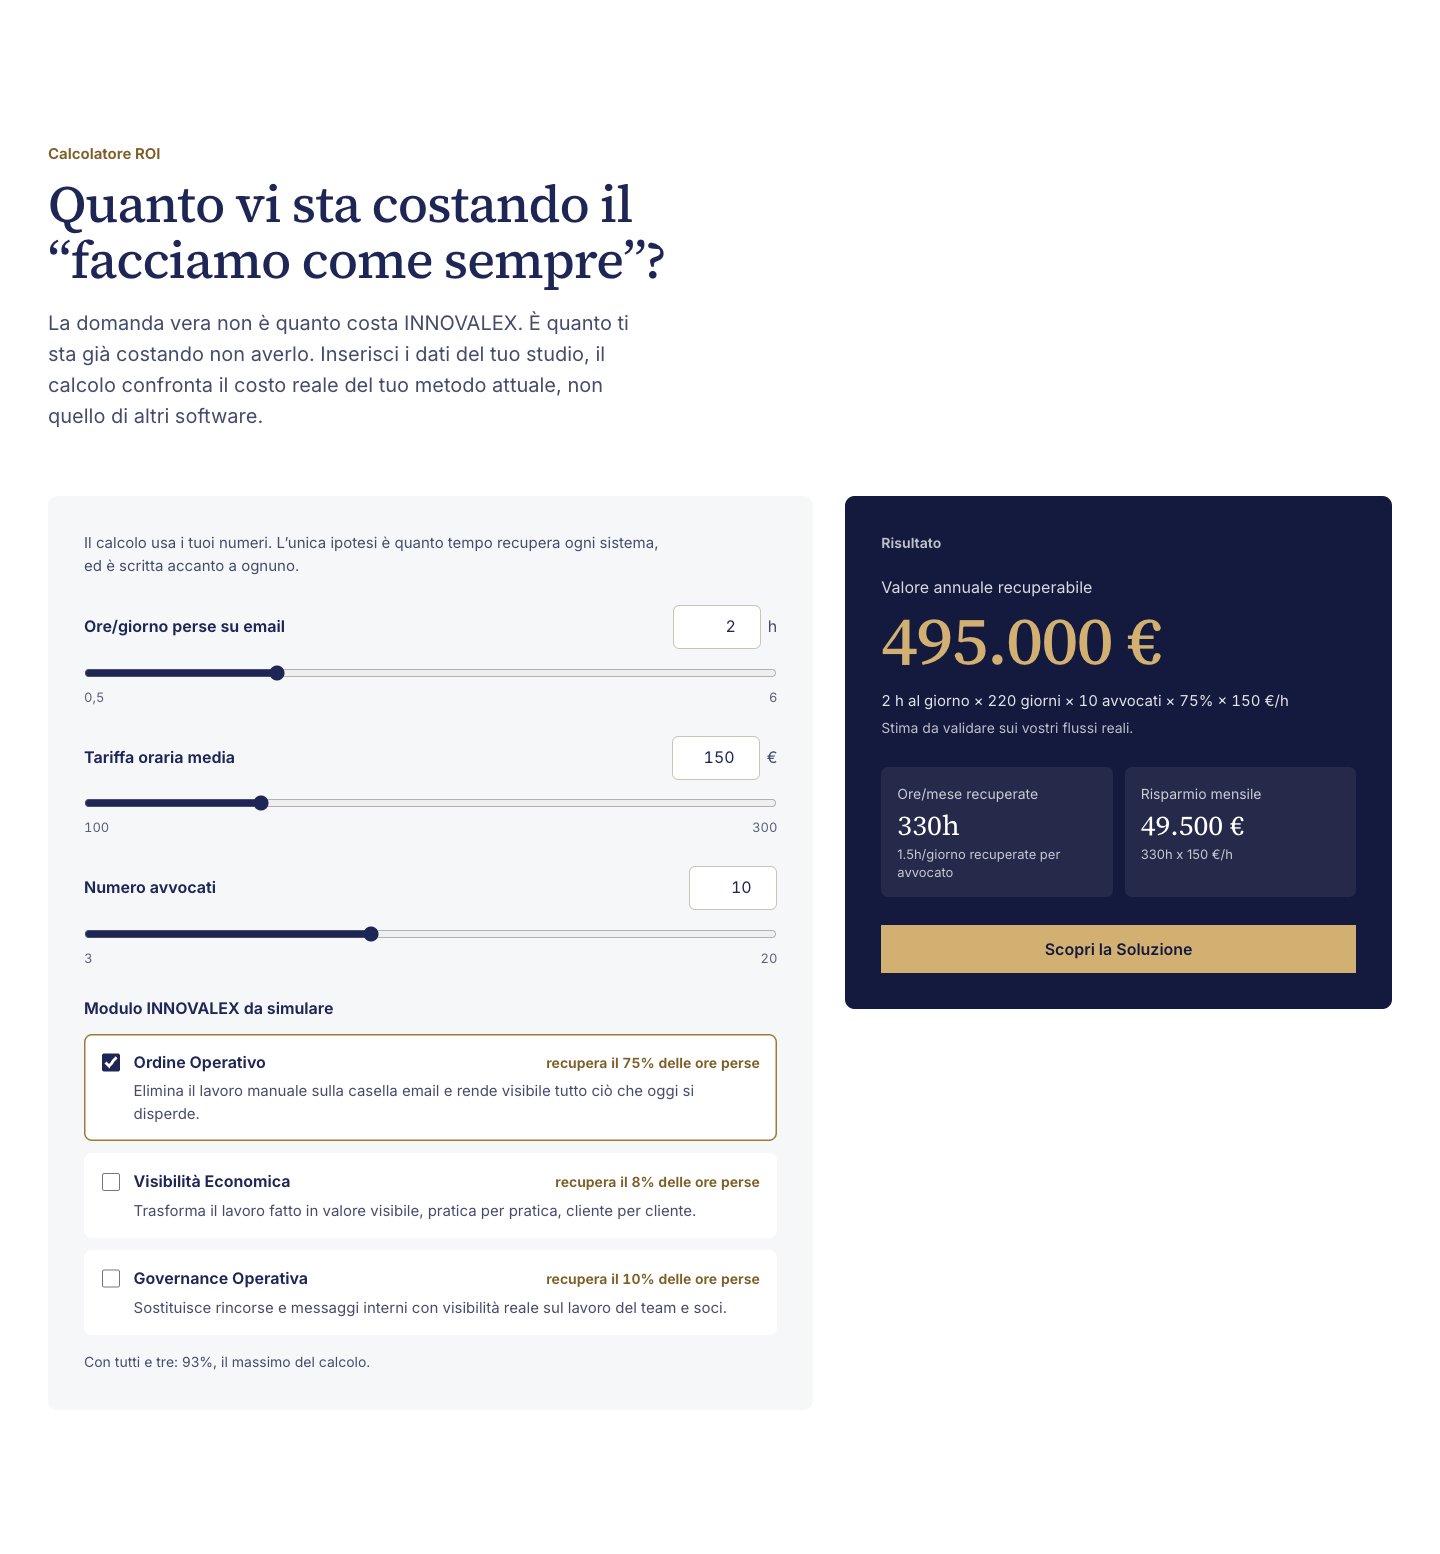 Calcolatore ROI
Quanto vi sta costando il
“facciamo come sempre”?
La domanda vera non è quanto costa INNOVALEX. È quanto ti
sta già costando non averlo. Inserisci i dati del tuo studio, il
calcolo confronta il costo reale del tuo metodo attuale, non
quello di altri software.
Il calcolo usa i tuoi numeri. L’unica ipotesi è quanto tempo recupera ogni sistema,
ed è scritta accanto a ognuno.
Ore/giorno perse su email 2 h
0,5 6
Tariffa oraria media 150 €
100 300
Numero avvocati 10
3 20
Modulo INNOVALEX da simulare
Ordine Operativo recupera il 75% delle ore perse
Elimina il lavoro manuale sulla casella email e rende visibile tutto ciò che oggi si
disperde.
Visibilità Economica recupera il 8% delle ore perse
Trasforma il lavoro fatto in valore visibile, pratica per pratica, cliente per cliente.
Governance Operativa recupera il 10% delle ore perse
Sostituisce rincorse e messaggi interni con visibilità reale sul lavoro del team e soci.
Con tutti e tre: 93%, il massimo del calcolo.
Risultato
Valore annuale recuperabile
495.000 €
2 h al giorno × 220 giorni × 10 avvocati × 75% × 150 €/h
Stima da validare sui vostri flussi reali.
Ore/mese recuperate
330h
1.5h/giorno recuperate per
avvocato
Risparmio mensile
49.500 €
330h x 150 €/h
Scopri la Soluzione